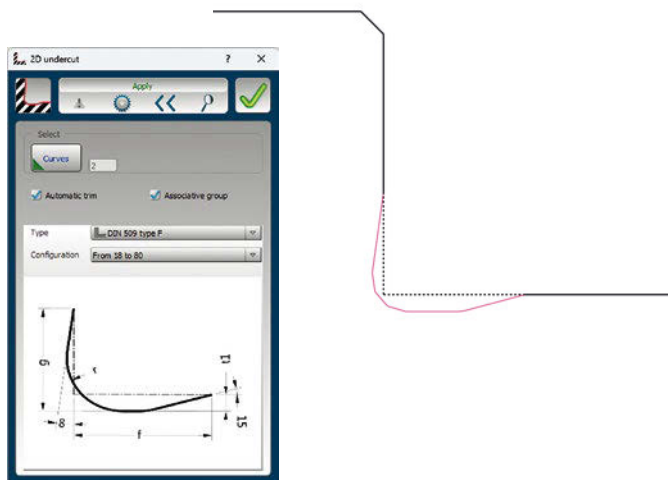 2D undercut ? ×
Apply
Select
Curves 2
Automatic trim Associative group
Type DIN 509 type F
Configuration From 18 to 80
g
r
t1
8
f
15